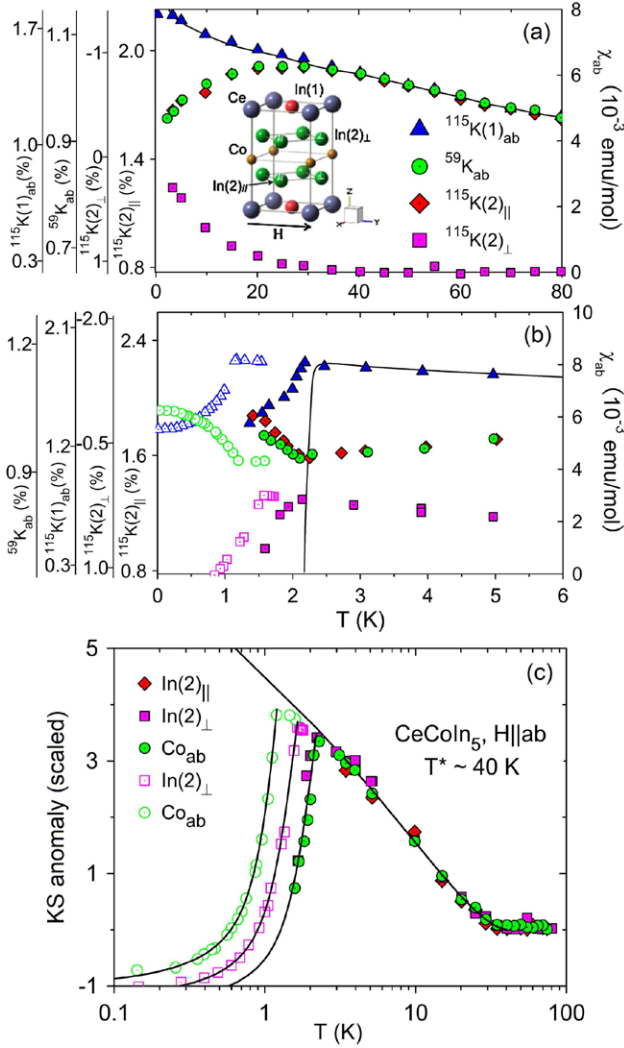 (a)
1.7
1.0
0.3
¹¹⁵K(1)ab (%)
0.9
0.7
⁵⁹Kab (%)
-1
0
1
¹¹⁵K(2)⊥ (%)
2.0
1.4
0.8
¹¹⁵K(2)|| (%)
Ce
In(1)
In(2)⊥
Co
In(2)//
H
Z
X
Y
¹¹⁵K(1)ab
⁵⁹Kab
¹¹⁵K(2)||
¹¹⁵K(2)⊥
8
6
4
2
0
χab (10⁻³ emu/mol)
0 10 20 30 40 50 60 70 80
(b)
1.2
0.9
⁵⁹Kab (%)
2.1
1.2
0.3
¹¹⁵K(1)ab (%)
-2.0
-0.5
1.0
¹¹⁵K(2)⊥ (%)
2.4
1.6
0.8
¹¹⁵K(2)|| (%)
10
8
6
4
2
0
χab (10⁻³ emu/mol)
0 1 2 3 4 5 6
T (K)
(c)
5
3
1
-1
KS anomaly (scaled)
In(2)||
In(2)⊥
Coab
In(2)⊥
Coab
CeCoIn₅, H||ab
T* ~ 40 K
0.1 1 10 100
T (K)